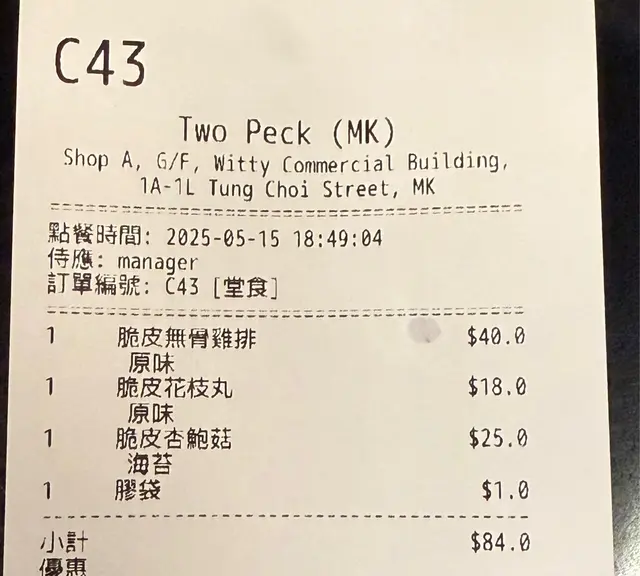 C43
Two Peck (MK)
Shop A, G/F, Witty Commercial Building,
1A-1L Tung Choi Street, MK
點餐時間: 2025-05-15 18:49:04
侍應: manager
訂單編號: C43 [堂食]
1 脆皮無骨雞排 $40.0
原味
1 脆皮花枝丸 $18.0
原味
1 脆皮杏鮑菇 $25.0
海苔
1 膠袋 $1.0
小計 $84.0
優惠